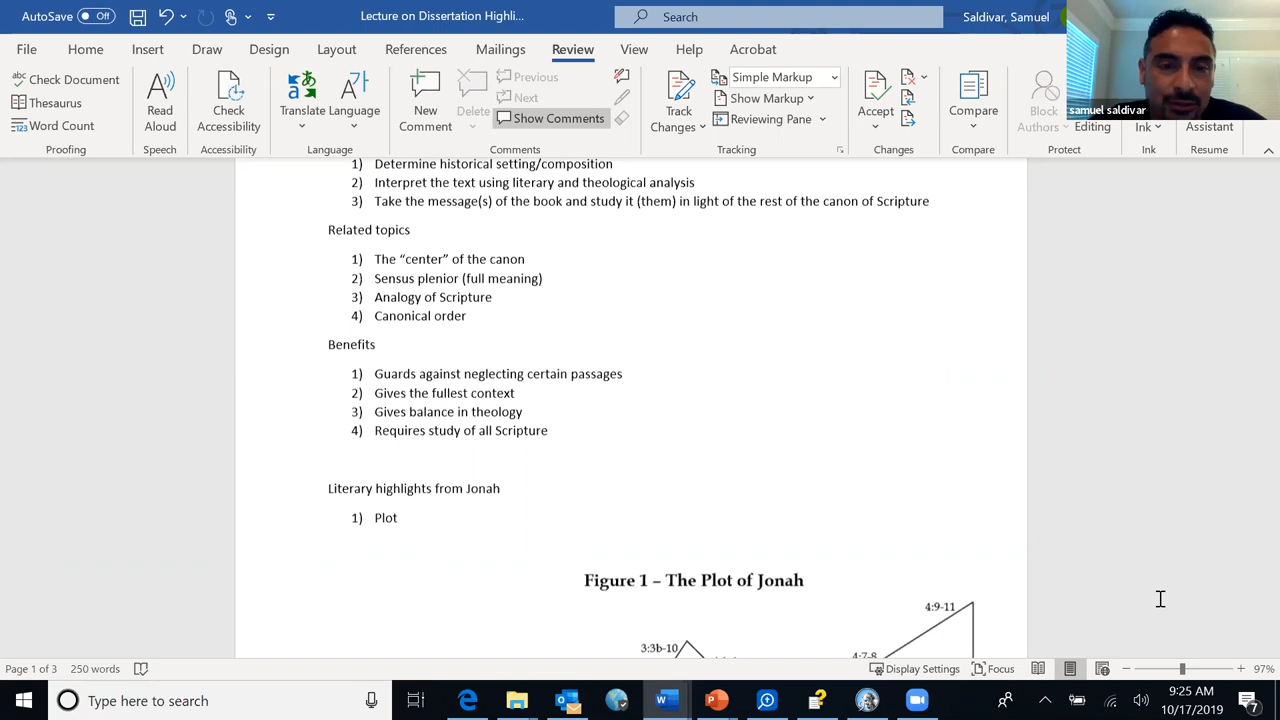 AutoSave Off Lecture on Dissertation Highli... Search Saldivar, Samuel
File Home Insert Draw Design Layout References Mailings Review View Help Acrobat
abc Check Document
Thesaurus
123 Word Count
Proofing
Read Aloud
Speech
Check Accessibility
Accessibility
Translate Language
Language
New Comment
Delete
Previous
Next
Show Comments
Comments
Track Changes
Simple Markup
Show Markup
Reviewing Pane
Tracking
Accept
Changes
Compare
Compare
Block Authors
Editing
Protect
Ink
Ink
Assistant
Resume
samuel saldivar
1) Determine historical setting/composition
2) Interpret the text using literary and theological analysis
3) Take the message(s) of the book and study it (them) in light of the rest of the canon of Scripture
Related topics
1) The “center” of the canon
2) Sensus plenior (full meaning)
3) Analogy of Scripture
4) Canonical order
Benefits
1) Guards against neglecting certain passages
2) Gives the fullest context
3) Gives balance in theology
4) Requires study of all Scripture
Literary highlights from Jonah
1) Plot
Figure 1 – The Plot of Jonah
4:9-11
3:3b-10
4:7-8
Page 1 of 3 250 words Display Settings Focus 97%
Type here to search
9:25 AM
10/17/2019
7